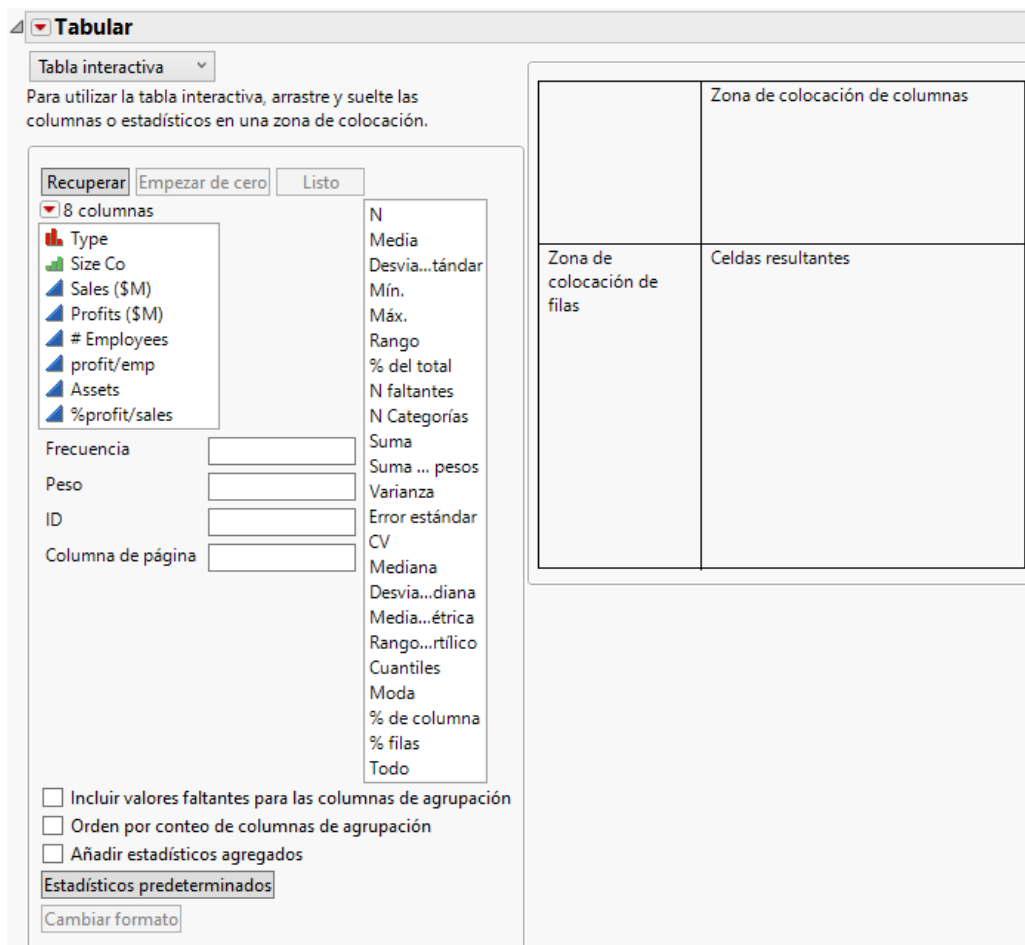 Tabular
Tabla interactiva
Para utilizar la tabla interactiva, arrastre y suelte las
columnas o estadísticos en una zona de colocación.
Recuperar
Empezar de cero
Listo
8 columnas
Type
Size Co
Sales ($M)
Profits ($M)
# Employees
profit/emp
Assets
%profit/sales
Frecuencia
Peso
ID
Columna de página
N
Media
Desvia...tándar
Mín.
Máx.
Rango
% del total
N faltantes
N Categorías
Suma
Suma ... pesos
Varianza
Error estándar
CV
Mediana
Desvia...diana
Media...étrica
Rango...rtílico
Cuantiles
Moda
% de columna
% filas
Todo
Incluir valores faltantes para las columnas de agrupación
Orden por conteo de columnas de agrupación
Añadir estadísticos agregados
Estadísticos predeterminados
Cambiar formato
Zona de colocación de columnas
Zona de
colocación de
filas
Celdas resultantes